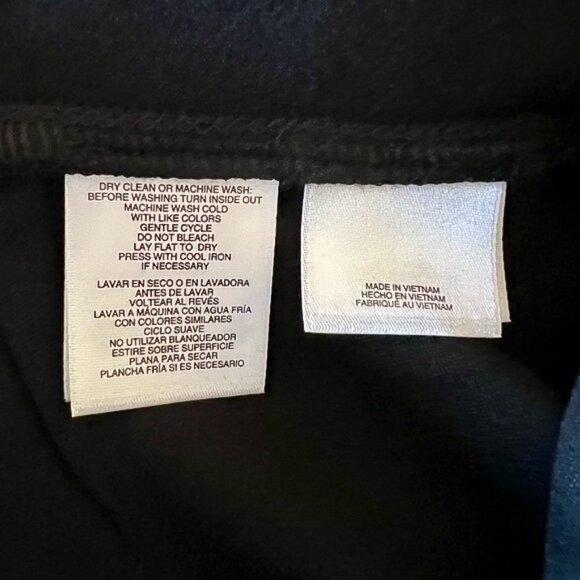 DRY CLEAN OR MACHINE WASH:
BEFORE WASHING TURN INSIDE OUT
MACHINE WASH COLD
WITH LIKE COLORS
GENTLE CYCLE
DO NOT BLEACH
LAY FLAT TO DRY
PRESS WITH COOL IRON
IF NECESSARY
LAVAR EN SECO O EN LAVADORA
ANTES DE LAVAR
VOLTEAR AL REVÉS
LAVAR A MÁQUINA CON AGUA FRÍA
CON COLORES SIMILARES
CICLO SUAVE
NO UTILIZAR BLANQUEADOR
ESTIRE SOBRE SUPERFICIE
PLANA PARA SECAR
PLANCHA FRÍA SI ES NECESARIO
MADE IN VIETNAM
HECHO EN VIETNAM
FABRIQUÉ AU VIETNAM